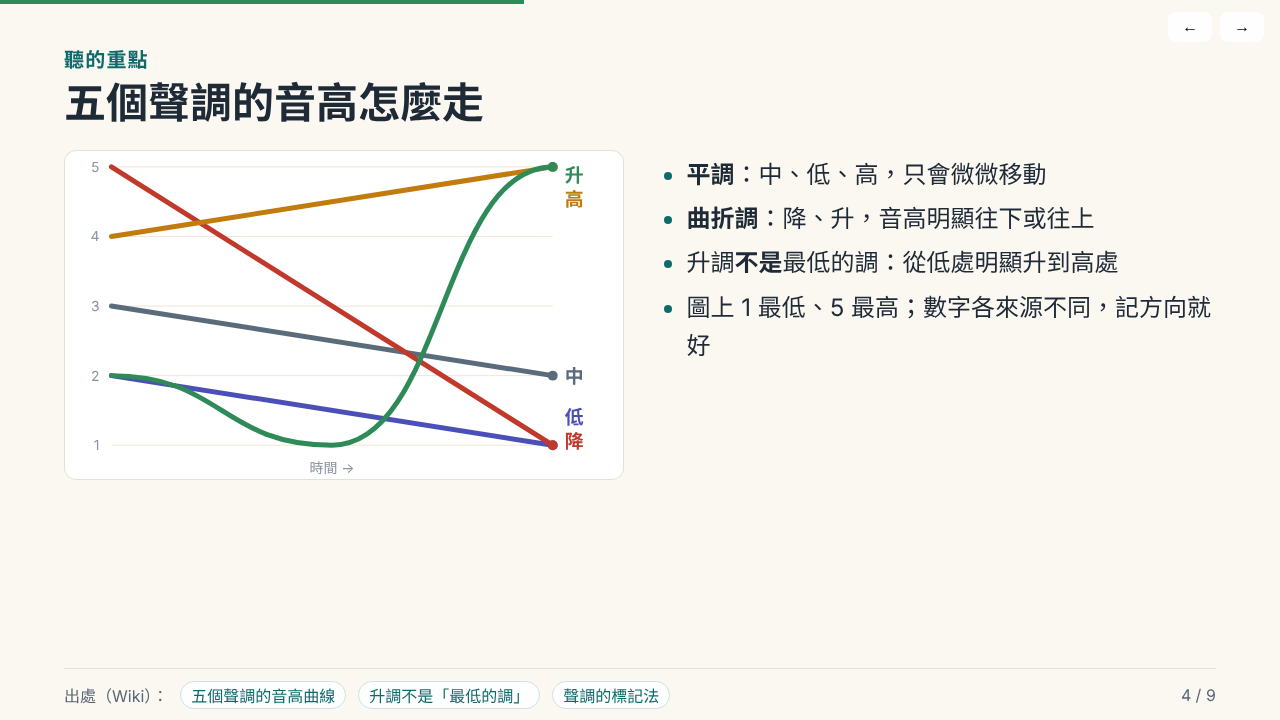 ← →
聽的重點
五個聲調的音高怎麼走
5
4
3
2
1
升
高
中
低
降
時間 →
平調：中、低、高，只會微微移動
曲折調：降、升，音高明顯往下或往上
升調不是最低的調：從低處明顯升到高處
圖上 1 最低、5 最高；數字各來源不同，記方向就
好
出處（Wiki）： 五個聲調的音高曲線 升調不是「最低的調」 聲調的標記法 4 / 9